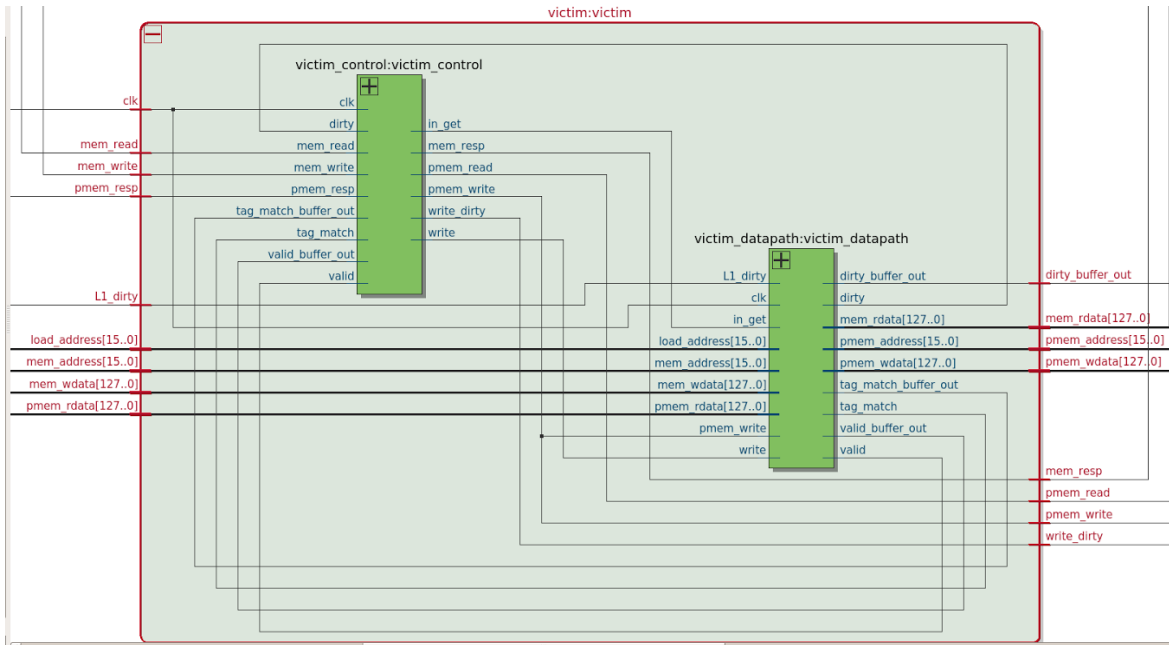 victim:victim
victim_control:victim_control
clk
clk
dirty
in_get
mem_read
mem_read
mem_resp
mem_write
mem_write
pmem_read
pmem_resp
pmem_resp
pmem_write
tag_match_buffer_out
write_dirty
tag_match
write
valid_buffer_out
valid
victim_datapath:victim_datapath
L1_dirty
L1_dirty
dirty_buffer_out
dirty_buffer_out
clk
dirty
in_get
mem_rdata[127..0]
mem_rdata[127..0]
load_address[15..0]
load_address[15..0]
pmem_address[15..0]
pmem_address[15..0]
mem_address[15..0]
mem_address[15..0]
pmem_wdata[127..0]
pmem_wdata[127..0]
mem_wdata[127..0]
mem_wdata[127..0]
tag_match_buffer_out
pmem_rdata[127..0]
pmem_rdata[127..0]
tag_match
pmem_write
valid_buffer_out
write
valid
mem_resp
pmem_read
pmem_write
write_dirty